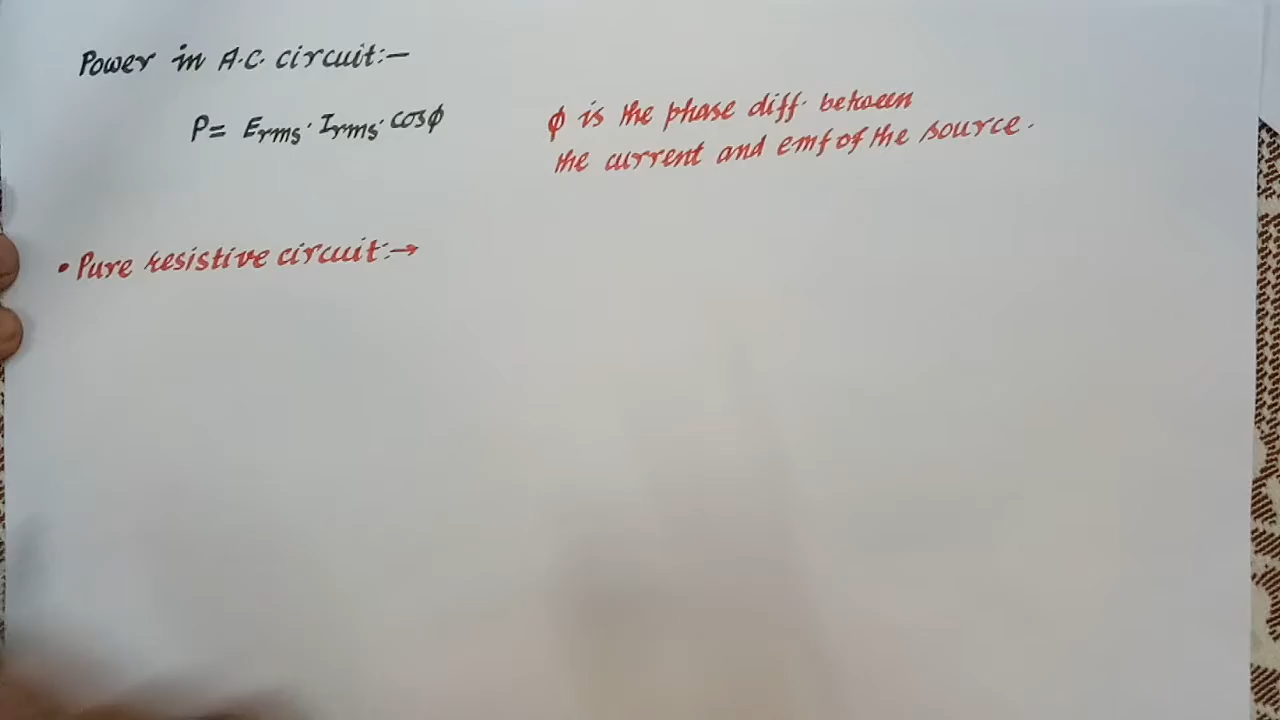 Power in A.C. circuit:-
P = Erms · Irms · cosϕ
ϕ is the phase diff. between
the current and emf of the source.
• Pure resistive circuit:→